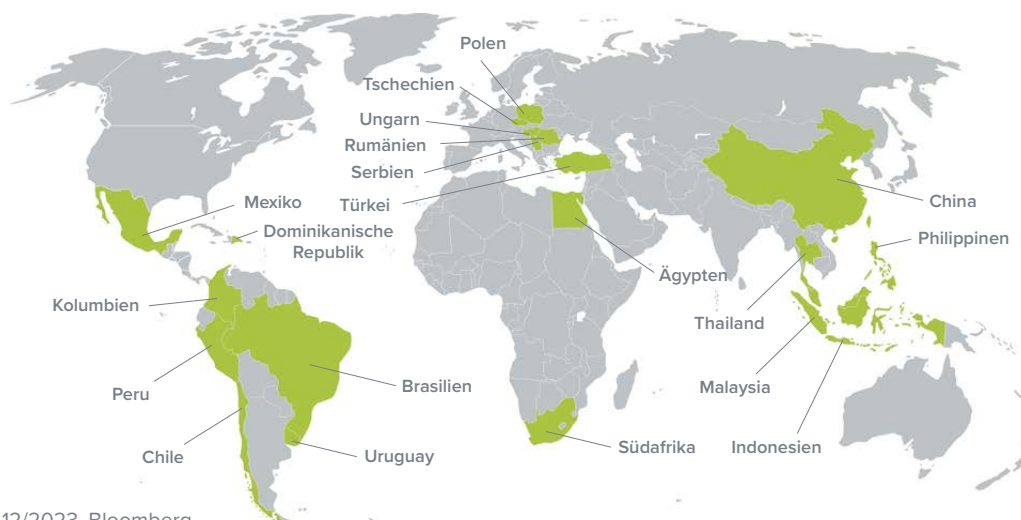 Polen
Tschechien
Ungarn
Rumänien
Serbien
Türkei
Mexiko
Dominikanische
Republik
China
Philippinen
Ägypten
Kolumbien
Thailand
Peru
Brasilien
Malaysia
Chile
Uruguay
Südafrika
Indonesien
12/2023, Bloomberg